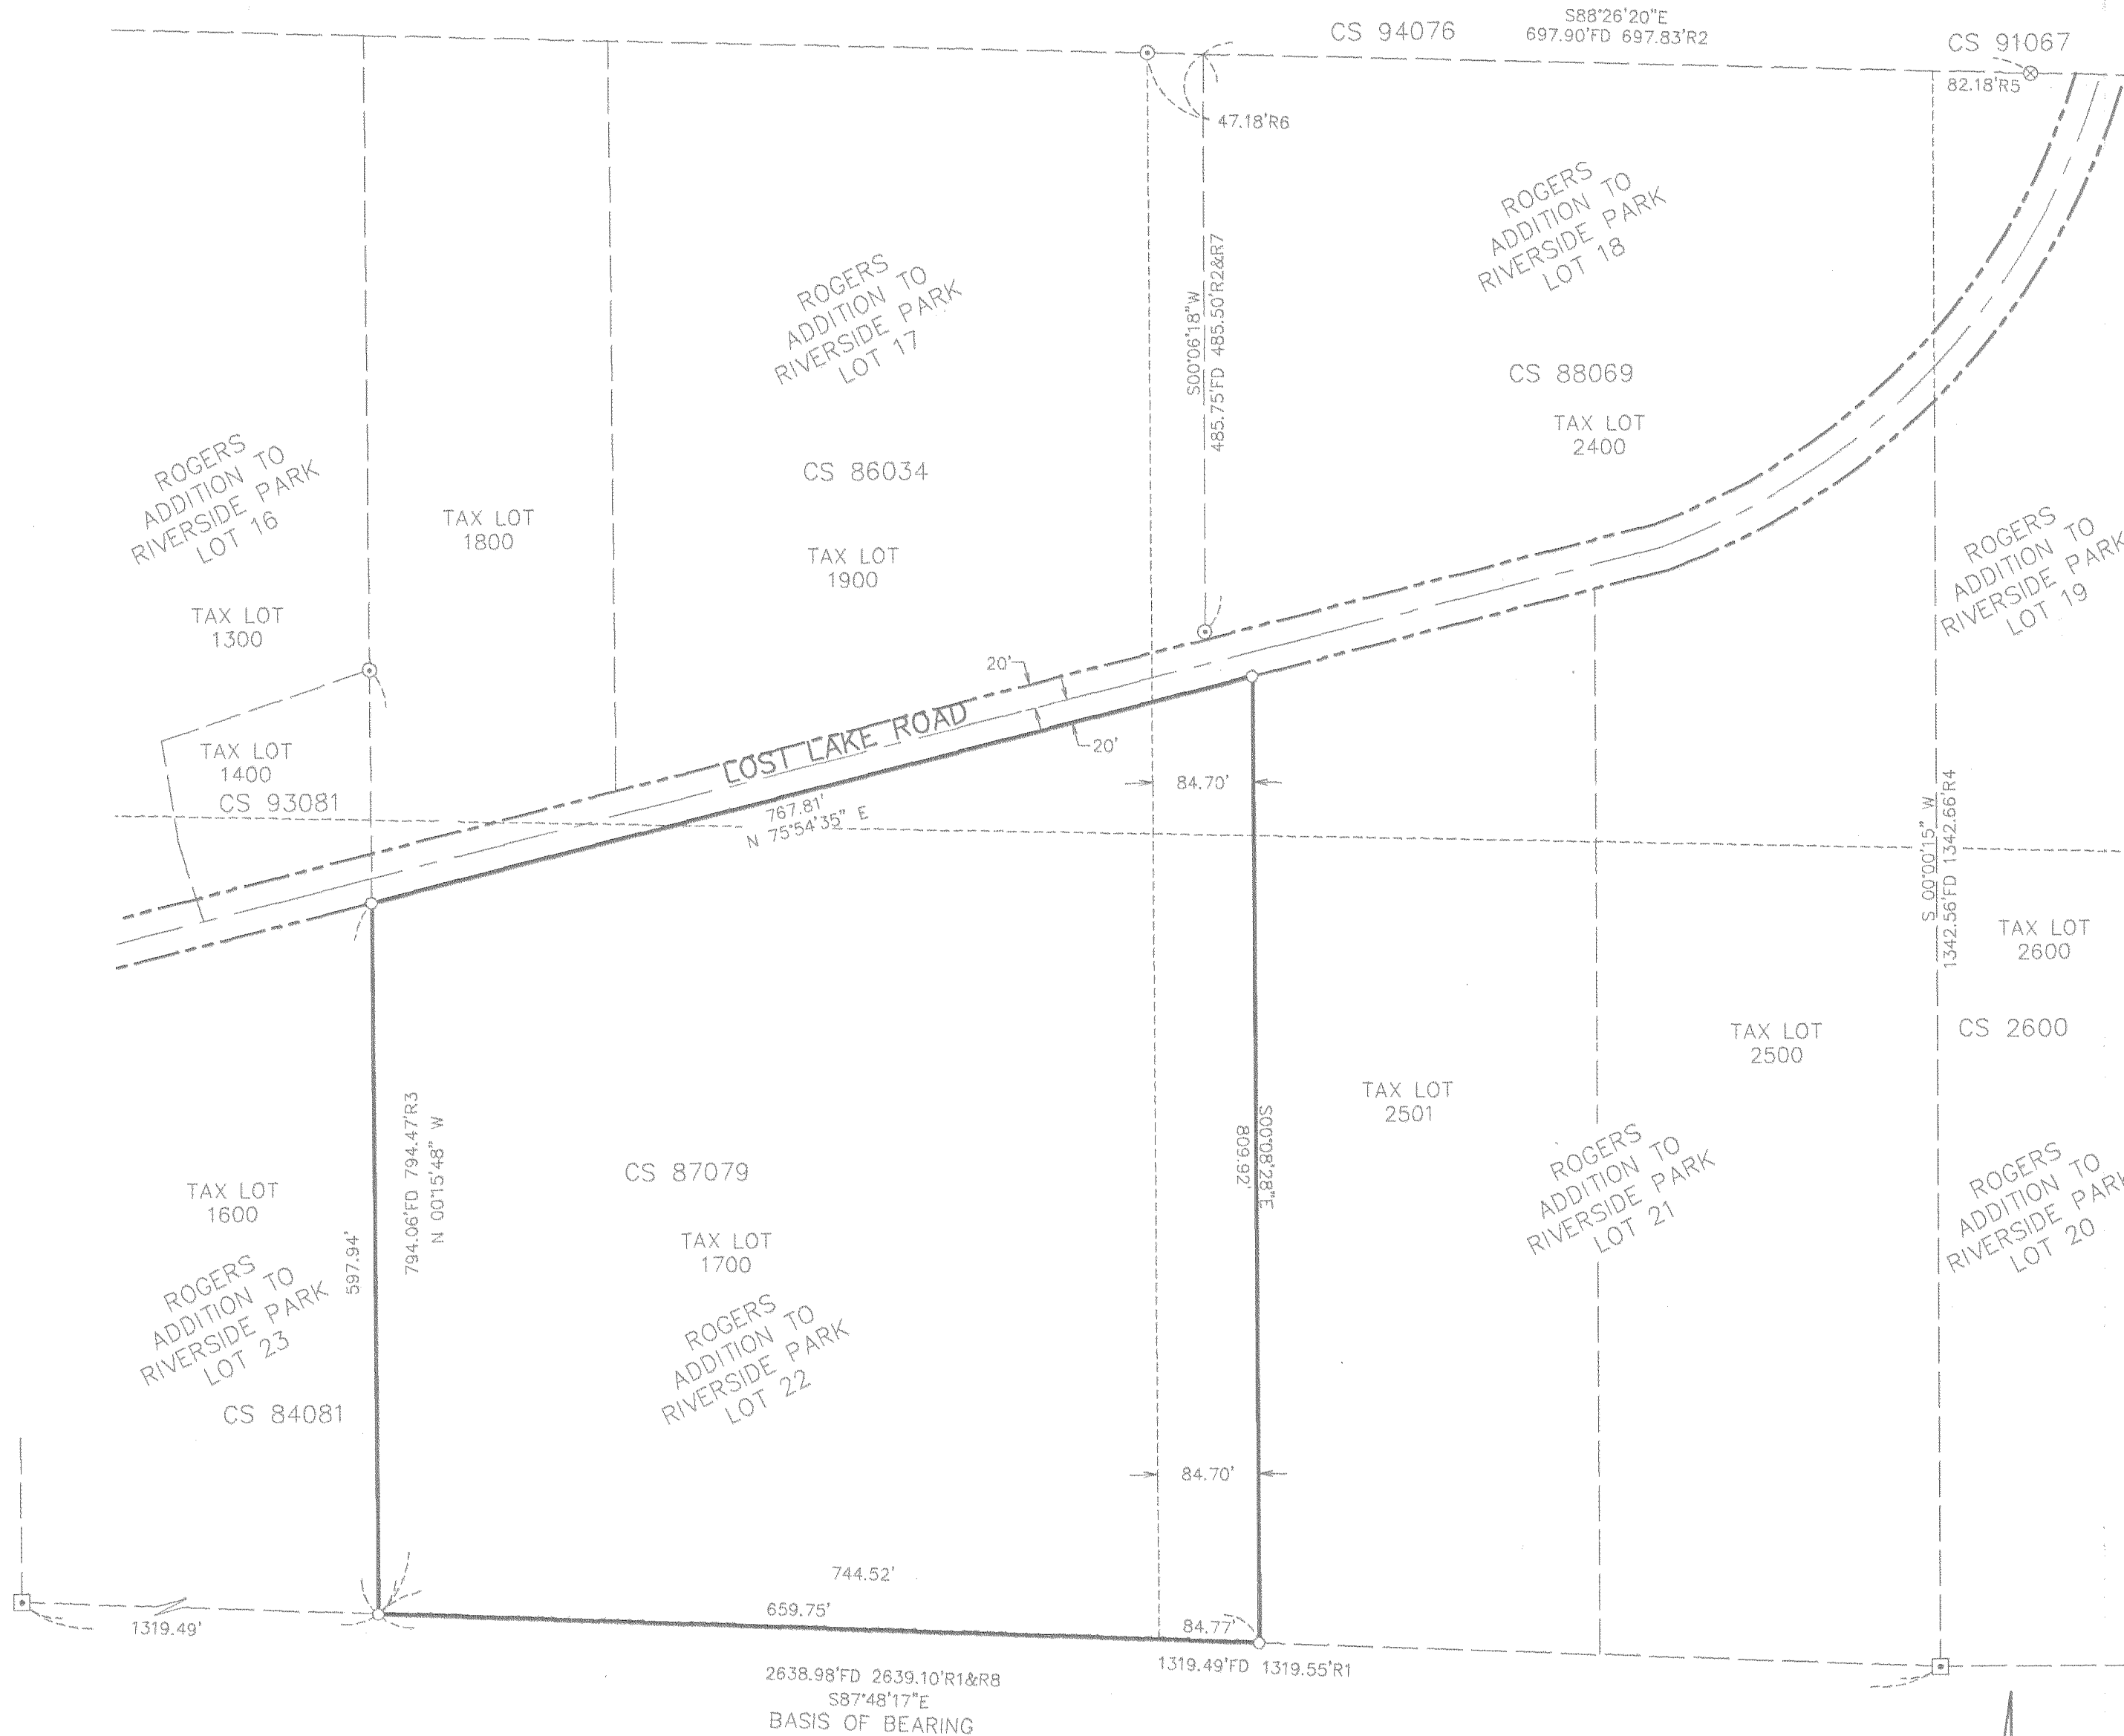 CS 94076
S88°26'20"E
697.90'FD 697.83'R2
CS 91067
82.18'R5
47.18'R6
ROGERS
ADDITION TO
RIVERSIDE PARK
LOT 18
S00°06'18"W
485.75'FD 485.50'R2&R7
ROGERS
ADDITION TO
RIVERSIDE PARK
LOT 17
CS 88069
TAX LOT
2400
ROGERS
ADDITION TO
RIVERSIDE PARK
LOT 16
CS 86034
TAX LOT
1800
TAX LOT
1900
ROGERS
ADDITION TO
RIVERSIDE PARK
LOT 19
TAX LOT
1300
20'
LOST LAKE ROAD
20'
TAX LOT
1400
CS 93081
84.70'
767.81'
N 75°54'35" E
S 00°00'15" W
1342.56'FD 1342.66'R4
TAX LOT
2600
CS 2600
TAX LOT
2500
TAX LOT
2501
794.06'FD 794.47'R3
N 00°15'48" W
S00°08'28"E
809.92'
CS 87079
TAX LOT
1600
TAX LOT
1700
597.94'
ROGERS
ADDITION TO
RIVERSIDE PARK
LOT 21
ROGERS
ADDITION TO
RIVERSIDE PARK
LOT 20
ROGERS
ADDITION TO
RIVERSIDE PARK
LOT 23
ROGERS
ADDITION TO
RIVERSIDE PARK
LOT 22
CS 84081
84.70'
744.52'
659.75'
84.77'
1319.49'
1319.49'FD 1319.55'R1
2638.98'FD 2639.10'R1&R8
S87°48'17"E
BASIS OF BEARING